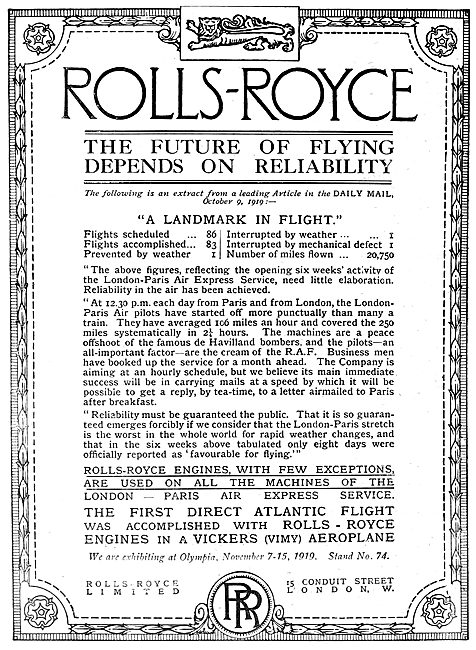 ROLLS-ROYCE
THE FUTURE OF FLYING
DEPENDS ON RELIABILITY
The following is an extract from a leading Article in the DAILY MAIL,
October 9, 1919:—
"A LANDMARK IN FLIGHT."
Flights scheduled ... 86 | Interrupted by weather ... ... 1
Flights accomplished... 83 | Interrupted by mechanical defect 1
Prevented by weather 1 | Number of miles flown ... 20,750
"The above figures, reflecting the opening six weeks' activity of
the London-Paris Air Express Service, need little elaboration.
Reliability in the air has been achieved.
"At 12.30 p.m. each day from Paris and from London, the London-
Paris Air pilots have started off more punctually than many a
train. They have averaged 106 miles an hour and covered the 250
miles systematically in 2½ hours. The machines are a peace
offshoot of the famous de Havilland bombers, and the pilots—an
all-important factor—are the cream of the R.A.F. Business men
have booked up the service for a month ahead. The Company is
aiming at an hourly schedule, but we believe its main immediate
success will be in carrying mails at a speed by which it will be
possible to get a reply, by tea-time, to a letter airmailed to Paris
after breakfast.
"Reliability must be guaranteed the public. That it is so guaran-
teed emerges forcibly if we consider that the London-Paris stretch
is the worst in the whole world for rapid weather changes, and
that in the six weeks above tabulated only eight days were
officially reported as 'favourable for flying.'"
ROLLS-ROYCE ENGINES, WITH FEW EXCEPTIONS,
ARE USED ON ALL THE MACHINES OF THE
LONDON — PARIS AIR EXPRESS SERVICE.
THE FIRST DIRECT ATLANTIC FLIGHT
WAS ACCOMPLISHED WITH ROLLS-ROYCE
ENGINES IN A VICKERS (VIMY) AEROPLANE
We are exhibiting at Olympia, November 7-15, 1919. Stand No. 74.
ROLLS-ROYCE
LIMITED
RR
15 CONDUIT STREET
LONDON, W.